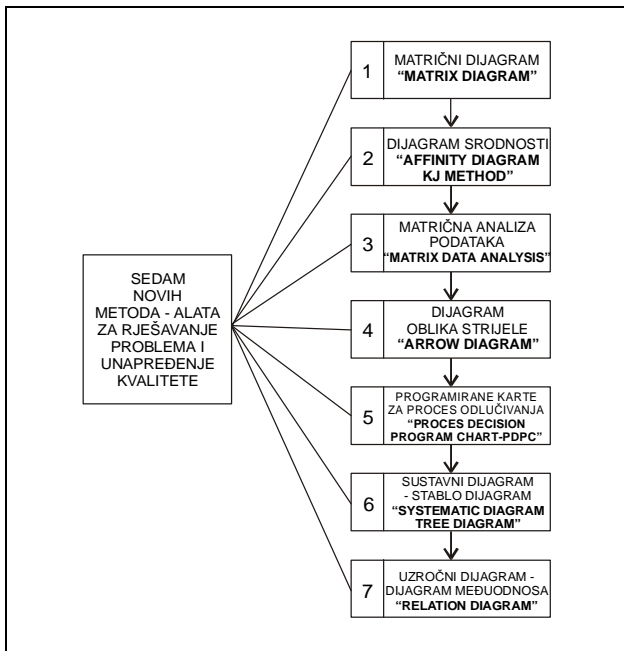 SEDAM
NOVIH
METODA - ALATA
ZA RJEŠAVANJE
PROBLEMA I
UNAPREĐENJE
KVALITETE
1
MATRIČNI DIJAGRAM
“MATRIX DIAGRAM”
2
DIJAGRAM SRODNOSTI
“AFFINITY DIAGRAM
KJ METHOD”
3
MATRIČNA ANALIZA
PODATAKA
“MATRIX DATA ANALYSIS”
4
DIJAGRAM
OBLIKA STRIJELE
“ARROW DIAGRAM”
5
PROGRAMIRANE KARTE
ZA PROCES ODLUČIVANJA
“PROCES DECISION
PROGRAM CHART-PDPC”
6
SUSTAVNI DIJAGRAM
- STABLO DIJAGRAM
“SYSTEMATIC DIAGRAM
TREE DIAGRAM”
7
UZROČNI DIJAGRAM -
DIJAGRAM MEĐUODNOSA
“RELATION DIAGRAM”